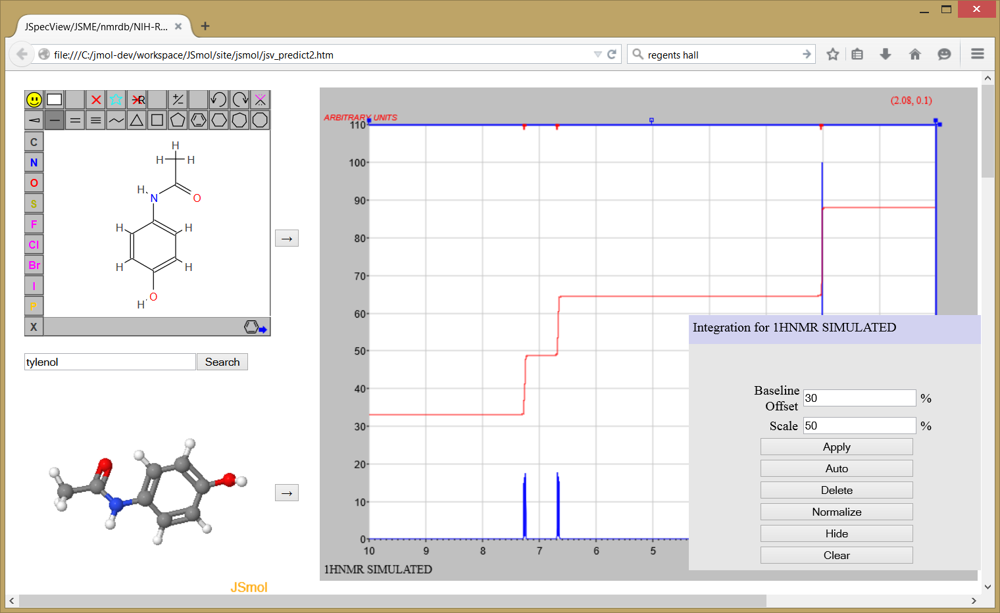 JSpecView/JSME/nmrdb/NIH-R...
file:///C:/jmol-dev/workspace/JSmol/site/jsmol/jsv_predict2.htm
regents hall
R
C
N
O
S
F
Cl
Br
I
P
X
H
H H
H
N O
H H
H H
O
H
→
tylenol
Search
→
JSmol
(2.08, 0.1)
ARBITRARY UNITS
110
100
90
80
70
60
50
40
30
20
10
0
10 9 8 7 6 5
1HNMR SIMULATED
Integration for 1HNMR SIMULATED
Baseline
Offset 30 %
Scale 50 %
Apply
Auto
Delete
Normalize
Hide
Clear